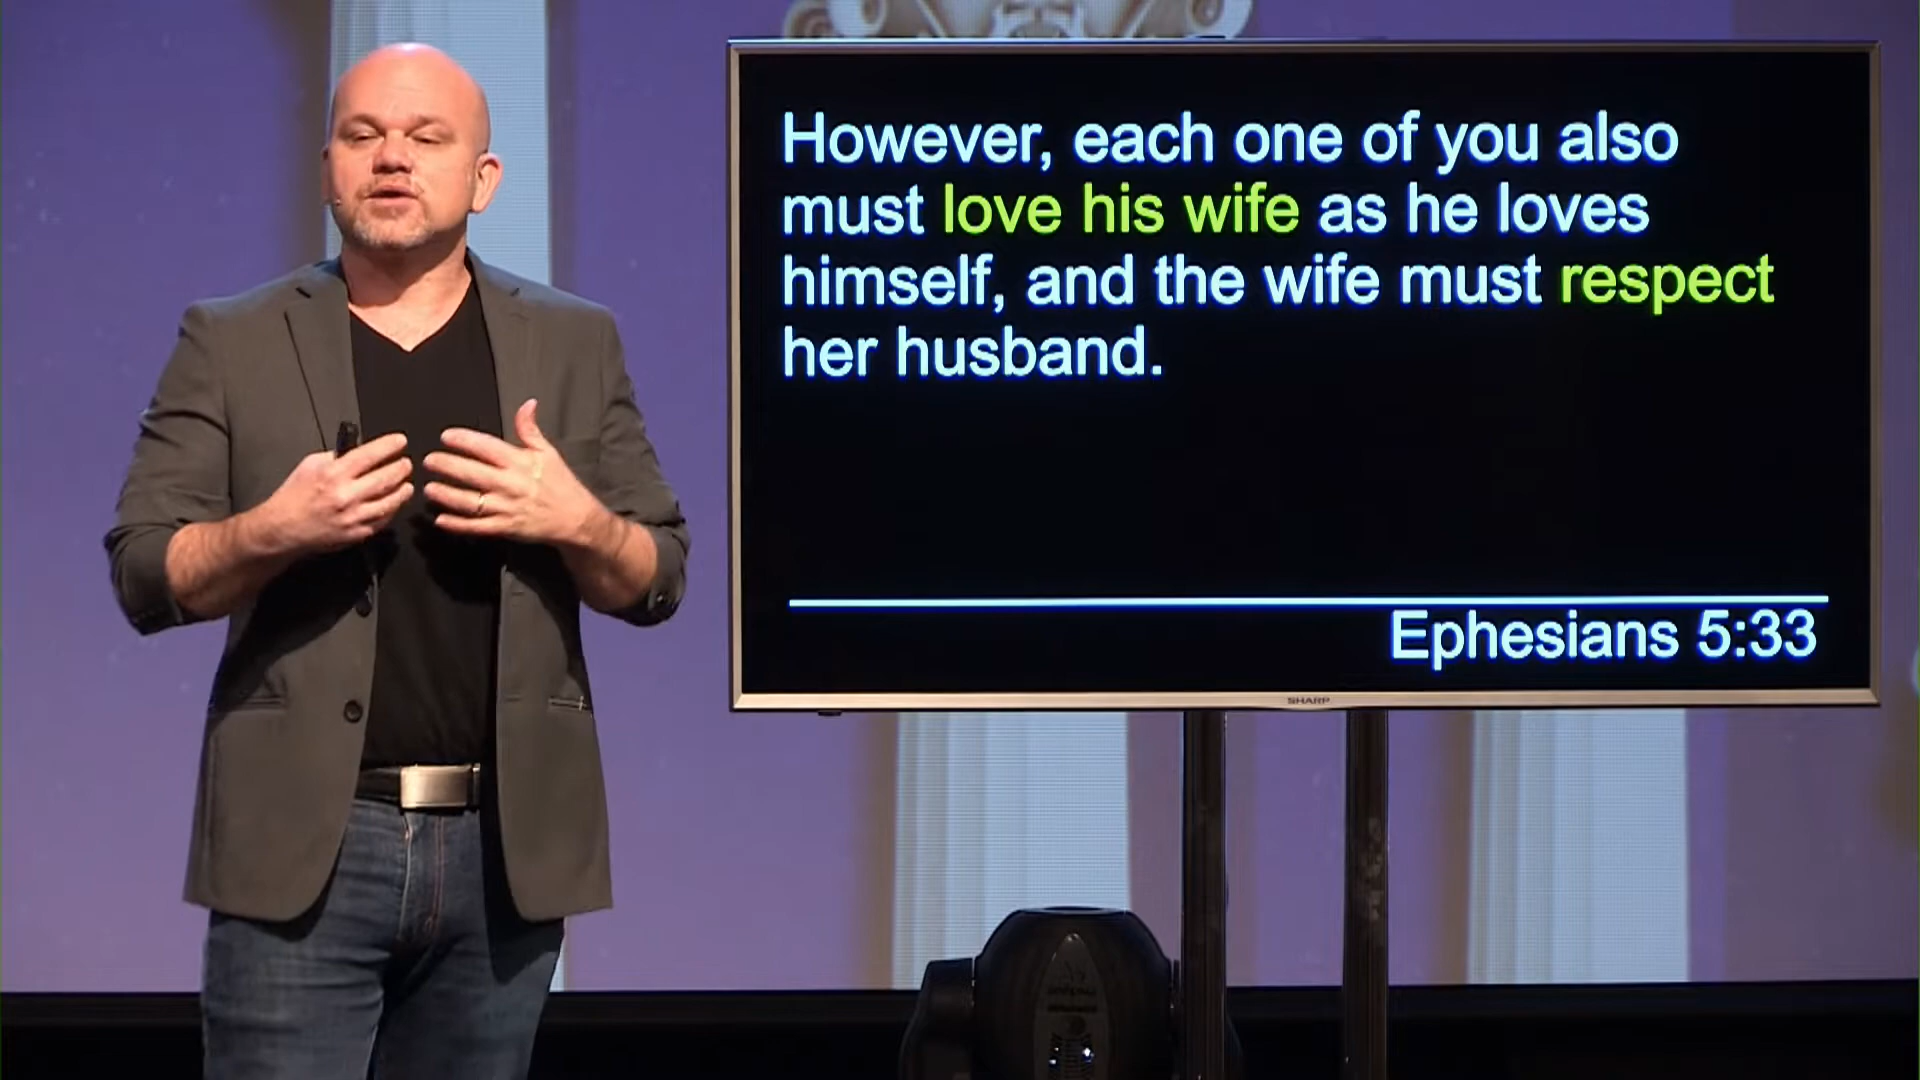 However, each one of you also
must love his wife as he loves
himself, and the wife must respect
her husband.
Ephesians 5:33
SHARP